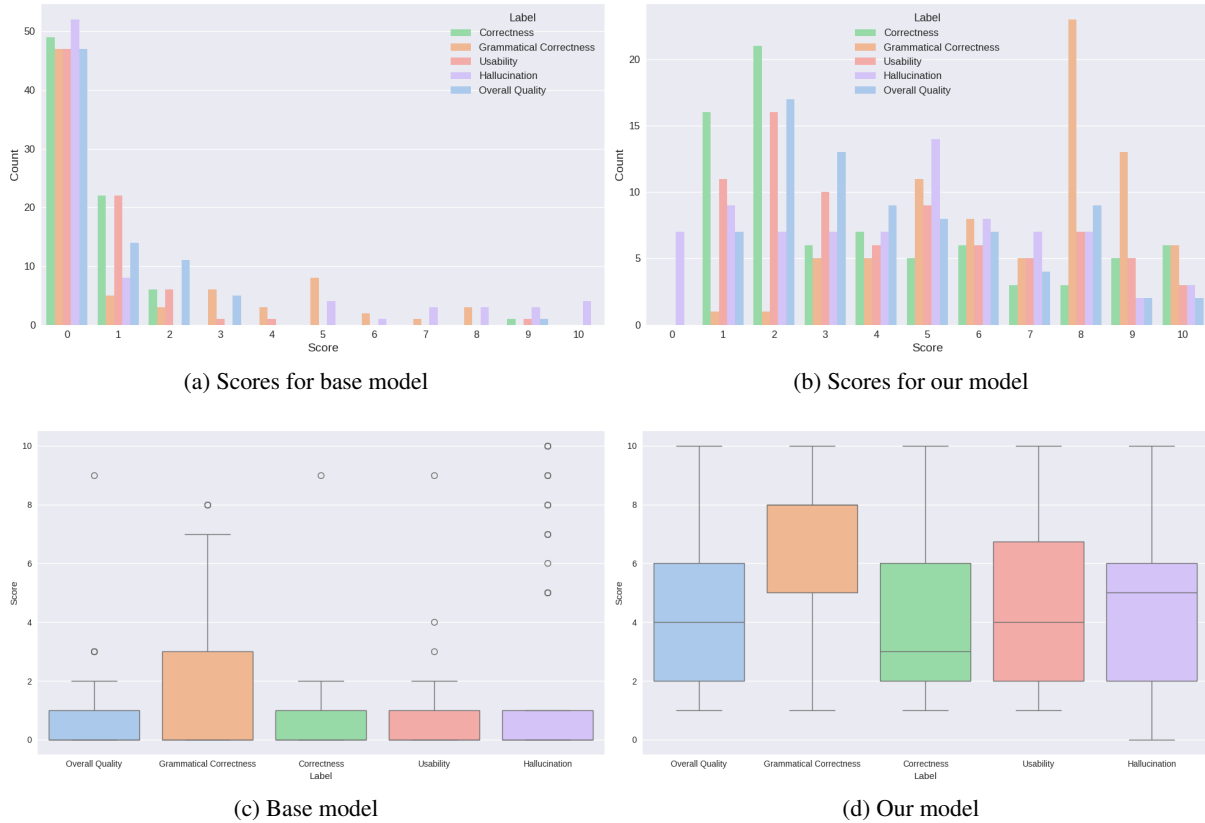 Label
Correctness
Grammatical Correctness
Usability
Hallucination
Overall Quality
50
40
30
20
10
0
Count
0 1 2 3 4 5 6 7 8 9 10
Score
(a) Scores for base model
Label
Correctness
Grammatical Correctness
Usability
Hallucination
Overall Quality
20
15
10
5
0
Count
0 1 2 3 4 5 6 7 8 9 10
Score
(b) Scores for our model
10
8
6
4
2
0
Score
Overall Quality Grammatical Correctness Correctness Usability Hallucination
Label
(c) Base model
10
8
6
4
2
0
Score
Overall Quality Grammatical Correctness Correctness Usability Hallucination
Label
(d) Our model